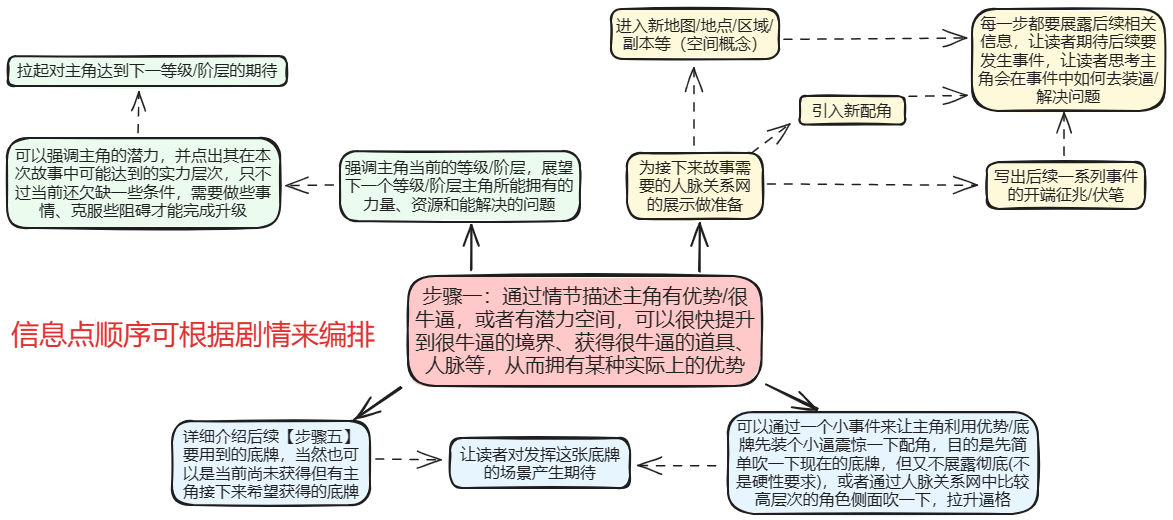 进入新地图/地点/区域/
副本等（空间概念）
每一步都要展露后续相关
信息，让读者期待后续要
发生事件，让读者思考主
角会在事件中如何去装逼/
解决问题
拉起对主角达到下一等级/阶层的期待
引入新配角
可以强调主角的潜力，并点出其在本
次故事中可能达到的实力层次，只不
过当前还欠缺一些条件，需要做些事
情、克服些阻碍才能完成升级
强调主角当前的等级/阶层，展望
下一个等级/阶层主角所能拥有的
力量、资源和能解决的问题
为接下来故事需
要的人脉关系网
的展示做准备
写出后续一系列事件
的开端征兆/伏笔
步骤一：通过情节描述主角有优势/很
牛逼，或者有潜力空间，可以很快提升
到很牛逼的境界、获得很牛逼的道具、
人脉等，从而拥有某种实际上的优势
信息点顺序可根据剧情来编排
详细介绍后续【步骤五】
要用到的底牌，当然也可
以是当前尚未获得但有主
角接下来希望获得的底牌
让读者对发挥这张底牌
的场景产生期待
可以通过一个小事件来让主角利用优势/底
牌先装个小逼震惊一下配角，目的是先简
单吹一下现在的底牌，但又不展露彻底(不
是硬性要求)，或者通过人脉关系网中比较
高层次的角色侧面吹一下，拉升逼格